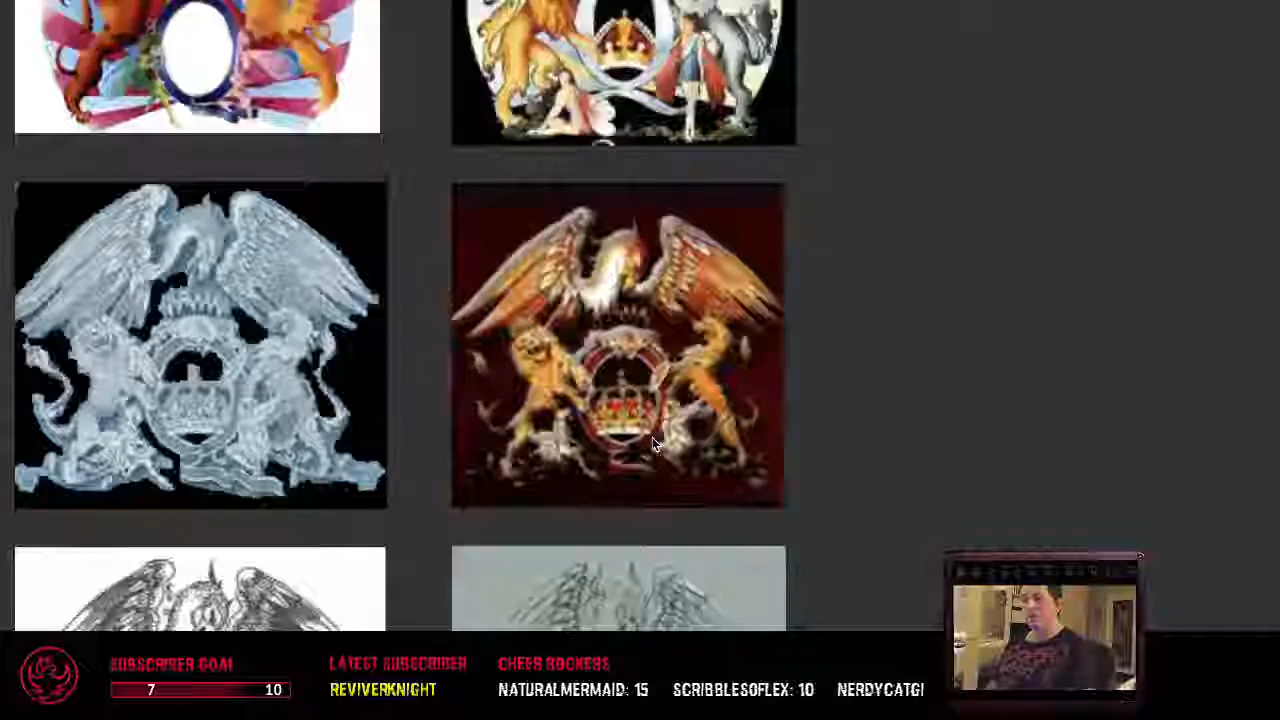 SUBSCRIBER GOAL
7 10
LATEST SUBSCRIBER
REVIVERKNIGHT
CHEER ROCKERS
NATURALMERMAID: 15 SCRIBBLESOFLEX: 10 NERDYCATGI